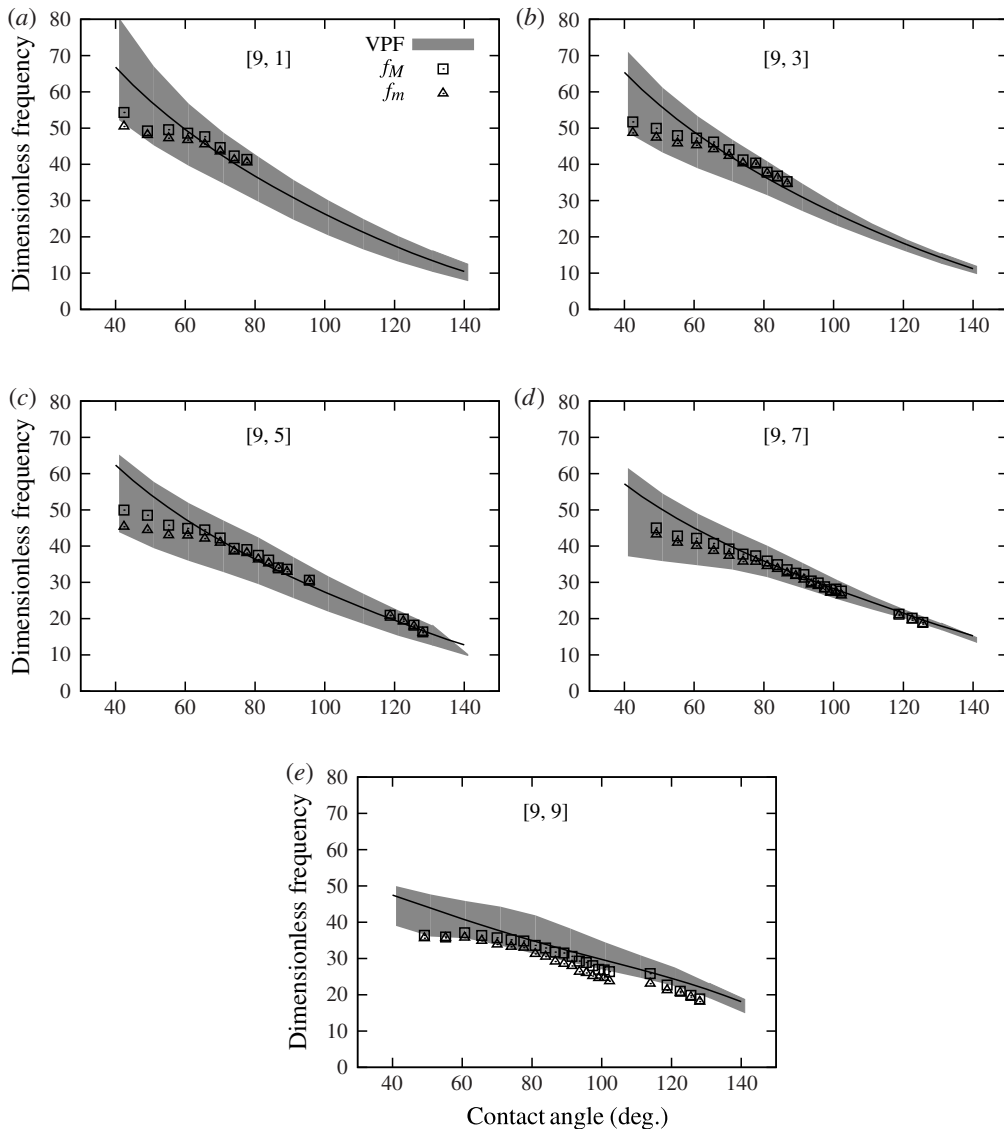 (a)
[9, 1]
VPF
f_M
f_m
Dimensionless frequency
80
70
60
50
40
30
20
10
0
40 60 80 100 120 140
(b)
[9, 3]
80
70
60
50
40
30
20
10
0
40 60 80 100 120 140
(c)
[9, 5]
Dimensionless frequency
80
70
60
50
40
30
20
10
0
40 60 80 100 120 140
(d)
[9, 7]
80
70
60
50
40
30
20
10
0
40 60 80 100 120 140
(e)
[9, 9]
Dimensionless frequency
80
70
60
50
40
30
20
10
0
40 60 80 100 120 140
Contact angle (deg.)